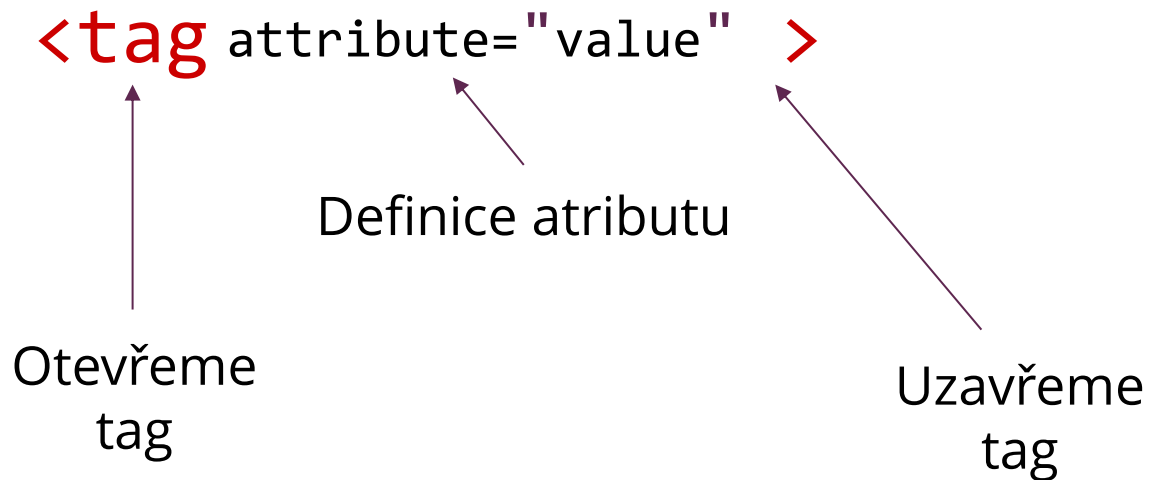 <tag attribute="value" >
Definice atributu
Otevřeme
tag
Uzavřeme
tag